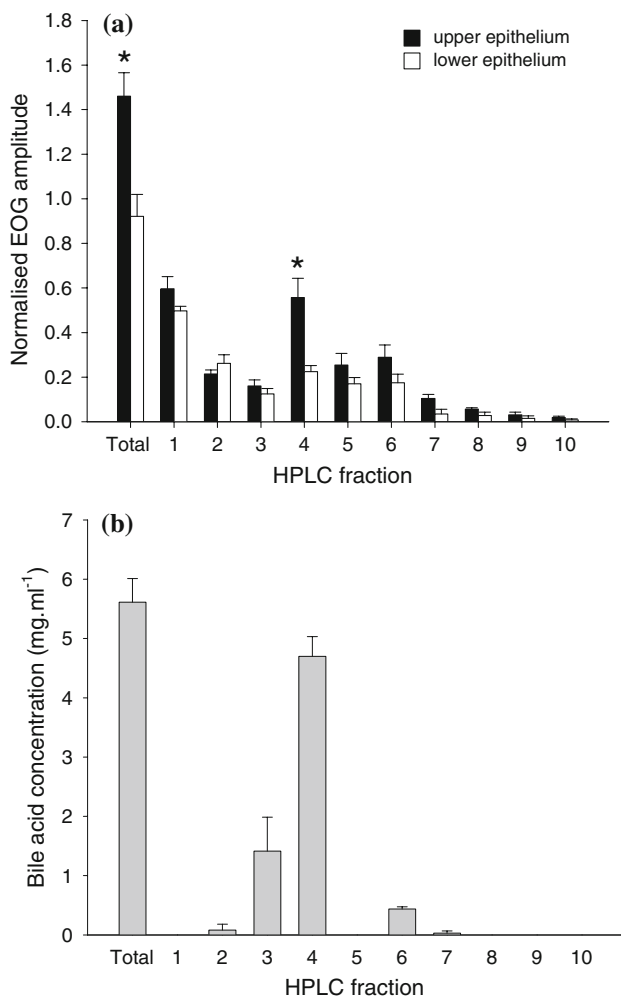 (a)
upper epithelium
lower epithelium
Normalised EOG amplitude
1.8
1.6
1.4
1.2
1.0
0.8
0.6
0.4
0.2
0.0
*
*
Total 1 2 3 4 5 6 7 8 9 10
HPLC fraction
(b)
Bile acid concentration (mg.ml⁻¹)
7
6
5
4
3
2
1
0
Total 1 2 3 4 5 6 7 8 9 10
HPLC fraction